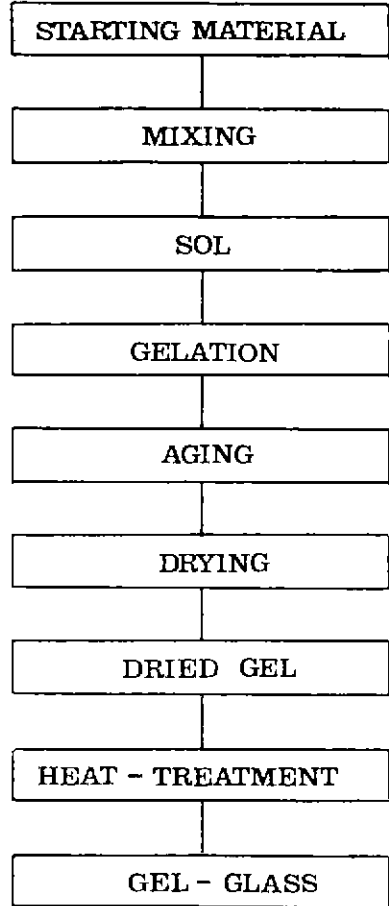 STARTING MATERIAL
MIXING
SOL
GELATION
AGING
DRYING
DRIED GEL
HEAT - TREATMENT
GEL - GLASS